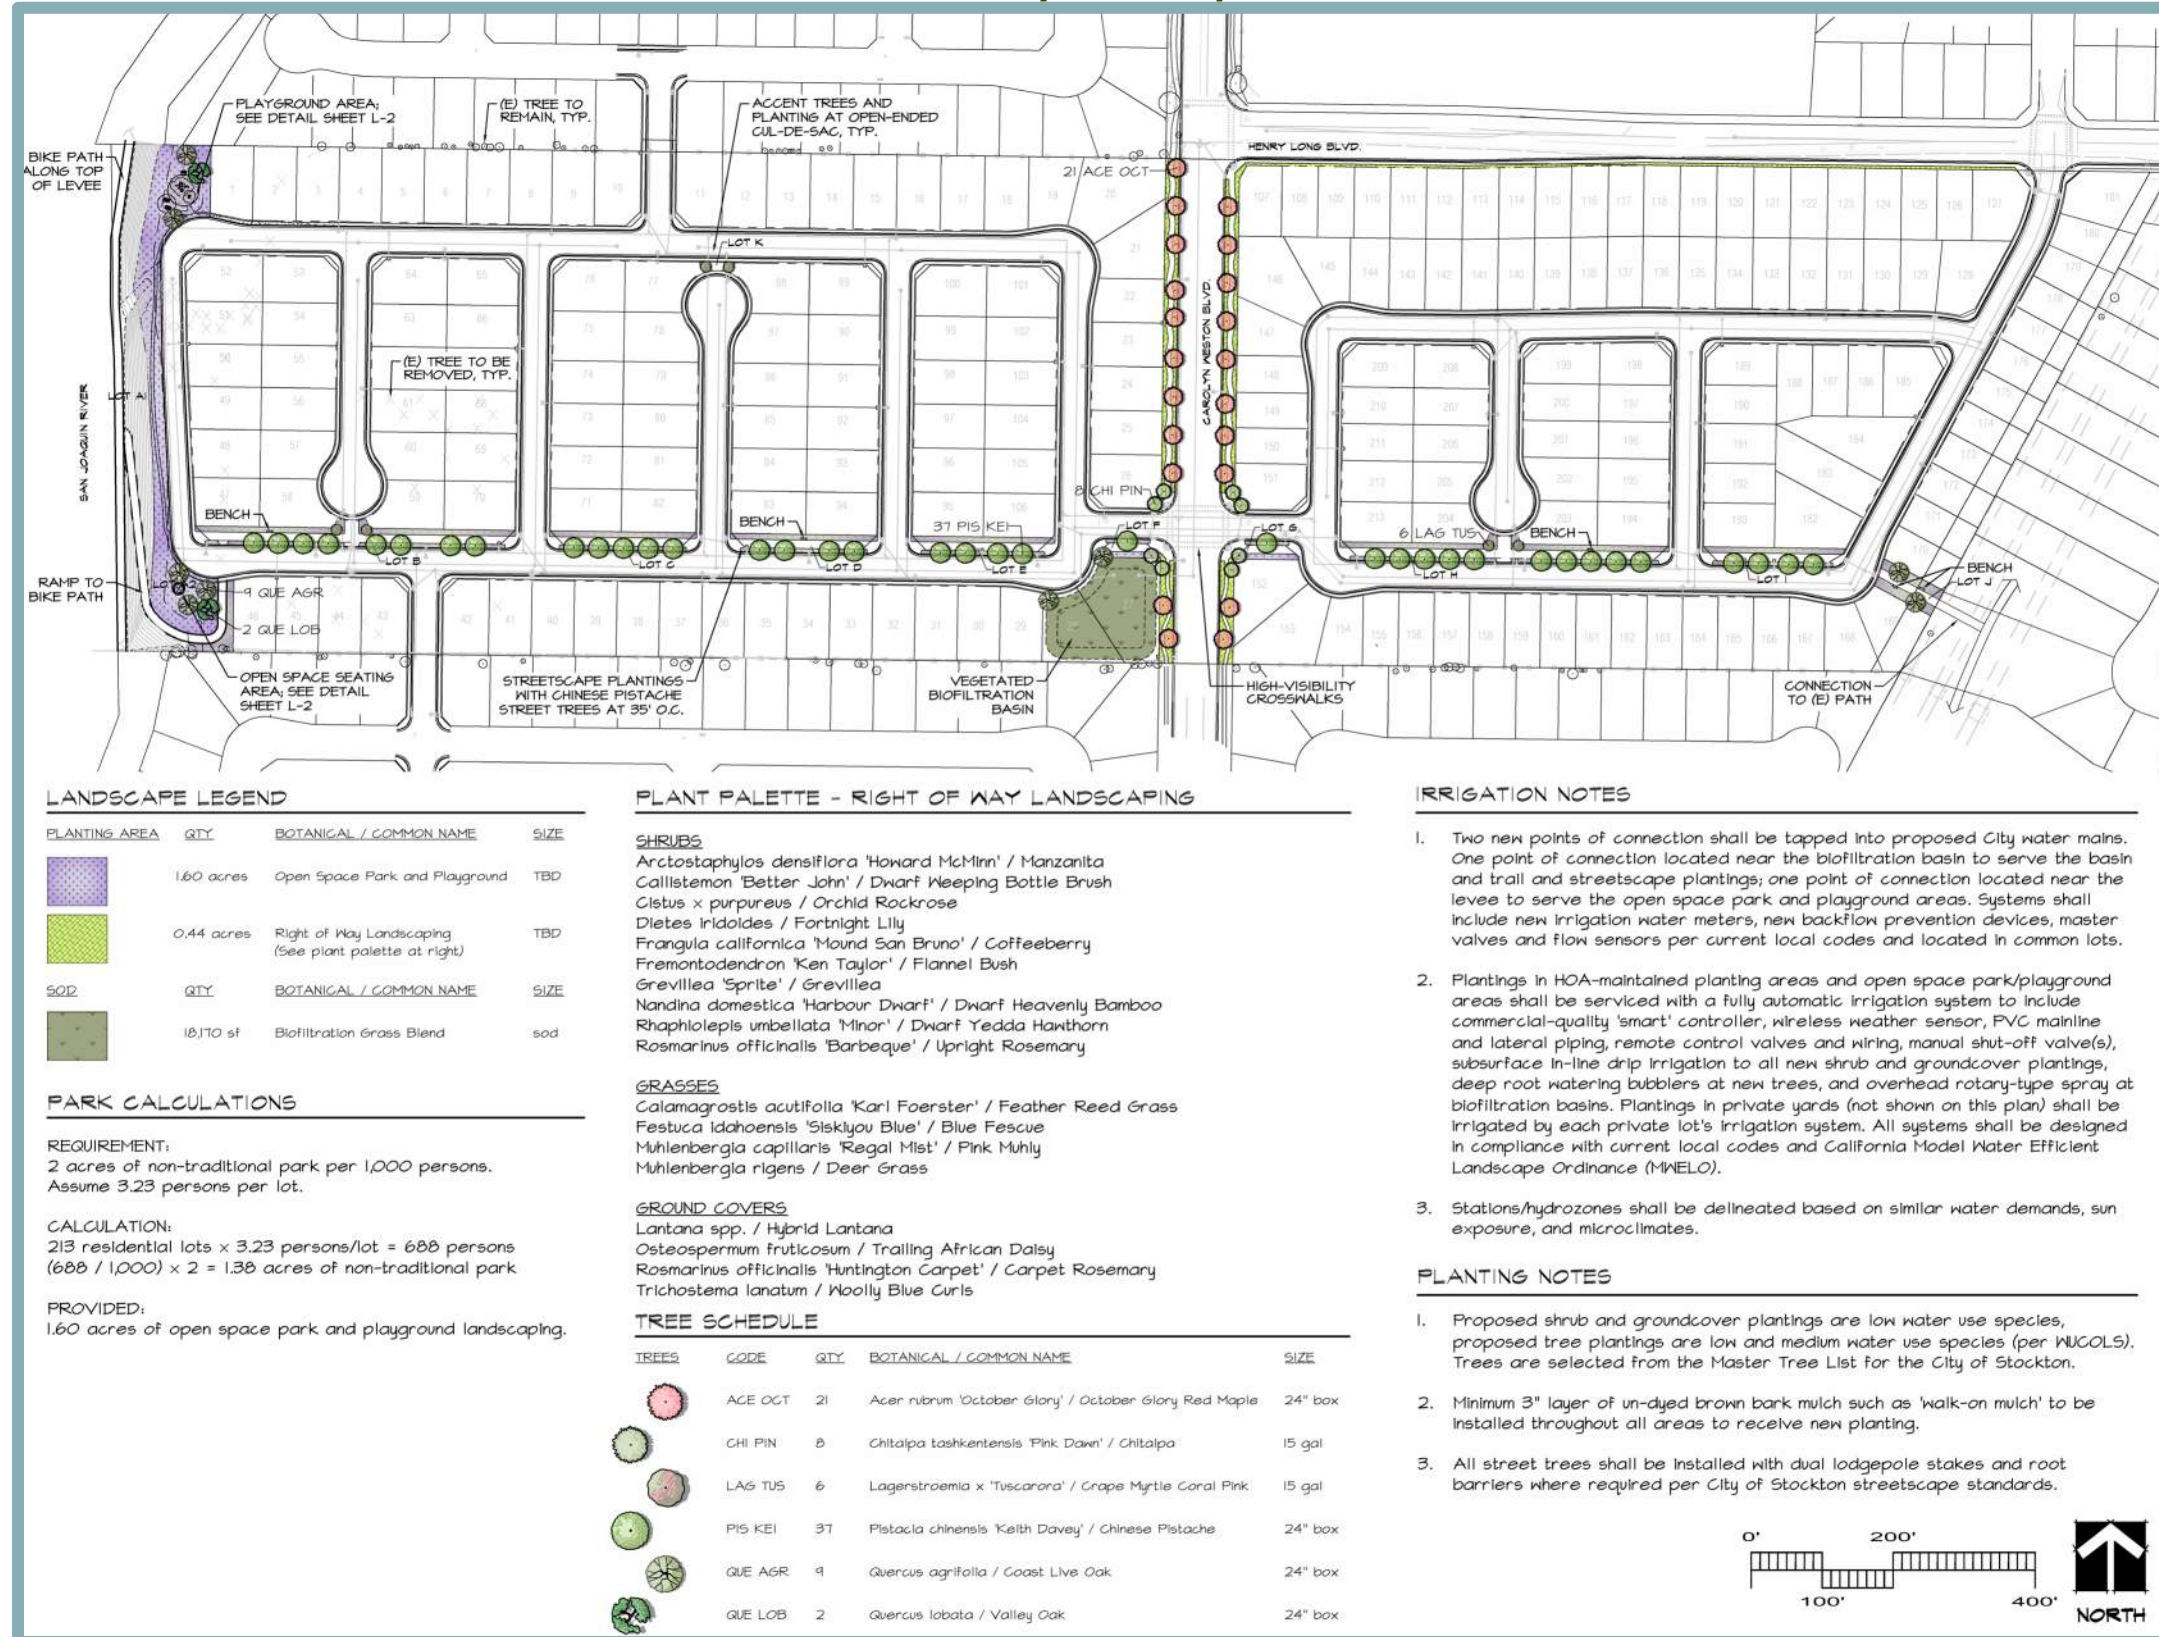 PLAYGROUND AREA;
SEE DETAIL SHEET L-2
(E) TREE TO
REMAIN, TYP.
ACCENT TREES AND
PLANTING AT OPEN-ENDED
CUL-DE-SAC, TYP.
BIKE PATH
ALONG TOP
OF LEVEE
HENRY LONG BLVD.
21 ACE OCT
LOT K
CAROLYN WESTON BLVD.
(E) TREE TO BE
REMOVED, TYP.
SAN JOAQUIN RIVER
8 CHI PIN
BENCH
BENCH
37 PIS KEI
LOT F
LOT G
6 LAG TUS
BENCH
LOT B
LOT C
LOT D
LOT E
LOT H
LOT I
BENCH
LOT J
RAMP TO
BIKE PATH
9 QUE AGR
2 QUE LOB
OPEN SPACE SEATING
AREA; SEE DETAIL
SHEET L-2
STREETSCAPE PLANTINGS
WITH CHINESE PISTACHE
STREET TREES AT 35' O.C.
VEGETATED
BIOFILTRATION
BASIN
HIGH-VISIBILITY
CROSSWALKS
CONNECTION
TO (E) PATH
LANDSCAPE LEGEND
PLANTING AREA QTY BOTANICAL / COMMON NAME SIZE
1.60 acres Open Space Park and Playground TBD
0.44 acres Right of Way Landscaping TBD
(See plant palette at right)
SOD QTY BOTANICAL / COMMON NAME SIZE
18,170 sf Biofiltration Grass Blend sod
PARK CALCULATIONS
REQUIREMENT:
2 acres of non-traditional park per 1,000 persons.
Assume 3.23 persons per lot.
CALCULATION:
213 residential lots x 3.23 persons/lot = 688 persons
(688 / 1,000) x 2 = 1.38 acres of non-traditional park
PROVIDED:
1.60 acres of open space park and playground landscaping.
PLANT PALETTE - RIGHT OF WAY LANDSCAPING
SHRUBS
Arctostaphylos densiflora 'Howard McMinn' / Manzanita
Callistemon 'Better John' / Dwarf Weeping Bottle Brush
Cistus x purpureus / Orchid Rockrose
Dietes iridoides / Fortnight Lily
Frangula californica 'Mound San Bruno' / Coffeeberry
Fremontodendron 'Ken Taylor' / Flannel Bush
Grevillea 'Sprite' / Grevillea
Nandina domestica 'Harbour Dwarf' / Dwarf Heavenly Bamboo
Rhaphiolepis umbellata 'Minor' / Dwarf Yedda Hawthorn
Rosmarinus officinalis 'Barbeque' / Upright Rosemary
GRASSES
Calamagrostis acutifolia 'Karl Foerster' / Feather Reed Grass
Festuca idahoensis 'Siskiyou Blue' / Blue Fescue
Muhlenbergia capillaris 'Regal Mist' / Pink Muhly
Muhlenbergia rigens / Deer Grass
GROUND COVERS
Lantana spp. / Hybrid Lantana
Osteospermum fruticosum / Trailing African Daisy
Rosmarinus officinalis 'Huntington Carpet' / Carpet Rosemary
Trichostema lanatum / Woolly Blue Curls
TREE SCHEDULE
TREES CODE QTY BOTANICAL / COMMON NAME SIZE
ACE OCT 21 Acer rubrum 'October Glory' / October Glory Red Maple 24" box
CHI PIN 8 Chitalpa tashkentensis 'Pink Dawn' / Chitalpa 15 gal
LAG TUS 6 Lagerstroemia x 'Tuscarora' / Crape Myrtle Coral Pink 15 gal
PIS KEI 37 Pistacia chinensis 'Keith Davey' / Chinese Pistache 24" box
QUE AGR 9 Quercus agrifolia / Coast Live Oak 24" box
QUE LOB 2 Quercus lobata / Valley Oak 24" box
IRRIGATION NOTES
1. Two new points of connection shall be tapped into proposed City water mains.
One point of connection located near the biofiltration basin to serve the basin
and trail and streetscape plantings; one point of connection located near the
levee to serve the open space park and playground areas. Systems shall
include new irrigation water meters, new backflow prevention devices, master
valves and flow sensors per current local codes and located in common lots.
2. Plantings in HOA-maintained planting areas and open space park/playground
areas shall be serviced with a fully automatic irrigation system to include
commercial-quality 'smart' controller, wireless weather sensor, PVC mainline
and lateral piping, remote control valves and wiring, manual shut-off valve(s),
subsurface in-line drip irrigation to all new shrub and groundcover plantings,
deep root watering bubblers at new trees, and overhead rotary-type spray at
biofiltration basins. Plantings in private yards (not shown on this plan) shall be
irrigated by each private lot's irrigation system. All systems shall be designed
in compliance with current local codes and California Model Water Efficient
Landscape Ordinance (MWELO).
3. Stations/hydrozones shall be delineated based on similar water demands, sun
exposure, and microclimates.
PLANTING NOTES
1. Proposed shrub and groundcover plantings are low water use species,
proposed tree plantings are low and medium water use species (per WUCOLS).
Trees are selected from the Master Tree List for the City of Stockton.
2. Minimum 3" layer of un-dyed brown bark mulch such as 'walk-on mulch' to be
installed throughout all areas to receive new planting.
3. All street trees shall be installed with dual lodgepole stakes and root
barriers where required per City of Stockton streetscape standards.
0' 200'
100' 400'
NORTH